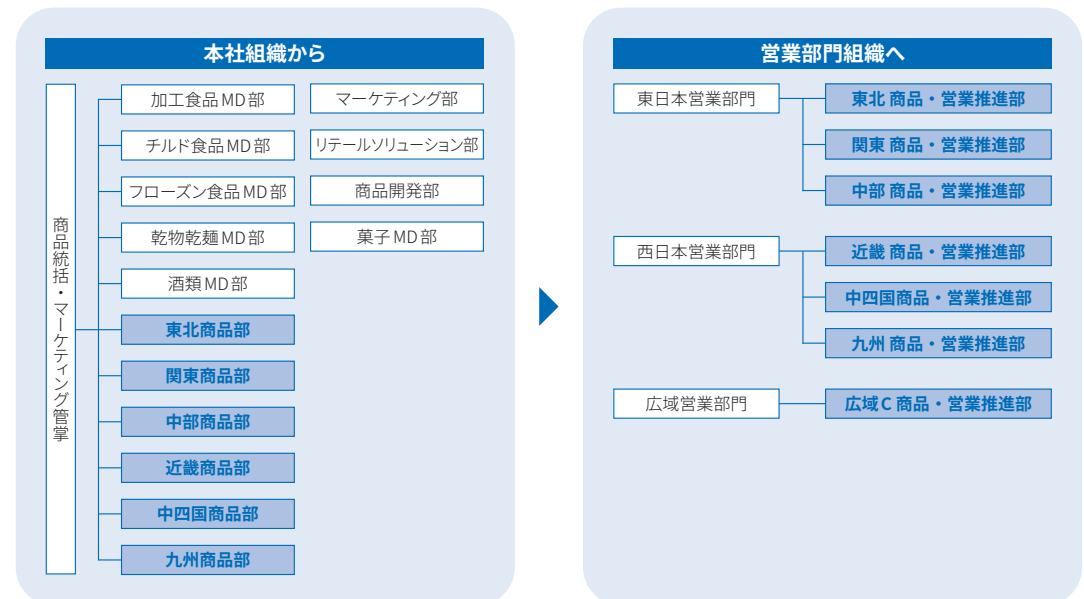 本社組織から
商品統括・マーケティング管掌
加工食品MD部
マーケティング部
チルド食品MD部
リテールソリューション部
フローズン食品MD部
商品開発部
乾物乾麺MD部
菓子MD部
酒類MD部
東北商品部
関東商品部
中部商品部
近畿商品部
中四国商品部
九州商品部
営業部門組織へ
東日本営業部門
東北 商品・営業推進部
関東 商品・営業推進部
中部 商品・営業推進部
西日本営業部門
近畿 商品・営業推進部
中四国商品・営業推進部
九州 商品・営業推進部
広域営業部門
広域C 商品・営業推進部